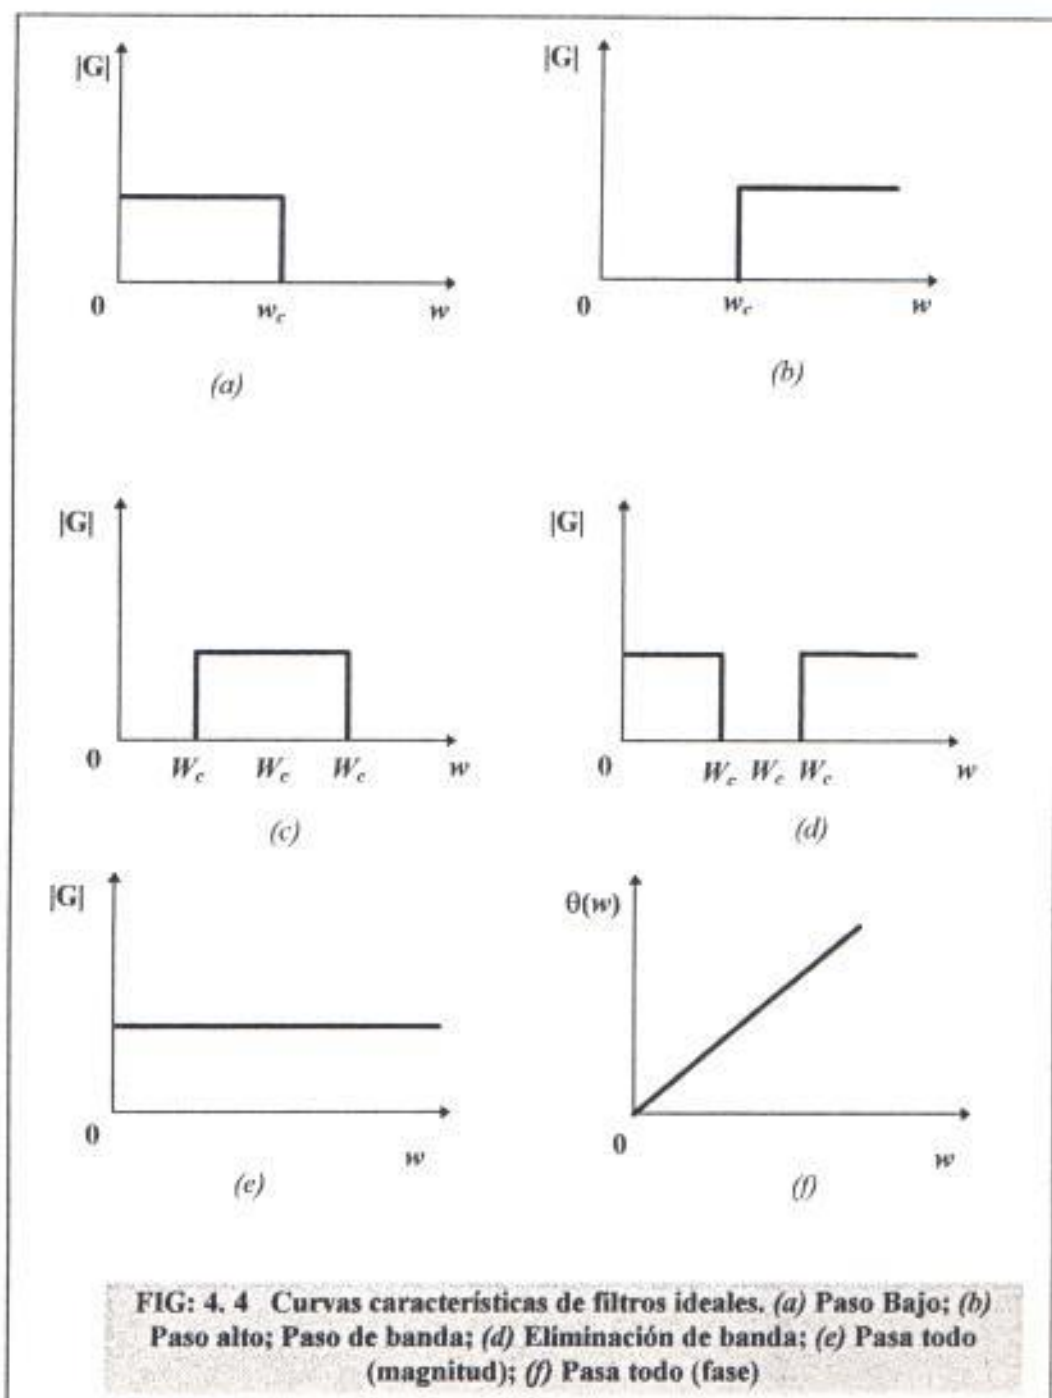 |G|
0
w_c
w
(a)
|G|
0
w_c
w
(b)
|G|
0
W_c
W_c
W_c
w
(c)
|G|
0
W_c
W_c
W_c
w
(d)
|G|
0
w
(e)
θ(w)
0
w
(f)
FIG: 4. 4 Curvas características de filtros ideales. (a) Paso Bajo; (b)
Paso alto; Paso de banda; (d) Eliminación de banda; (e) Pasa todo
(magnitud); (f) Pasa todo (fase)